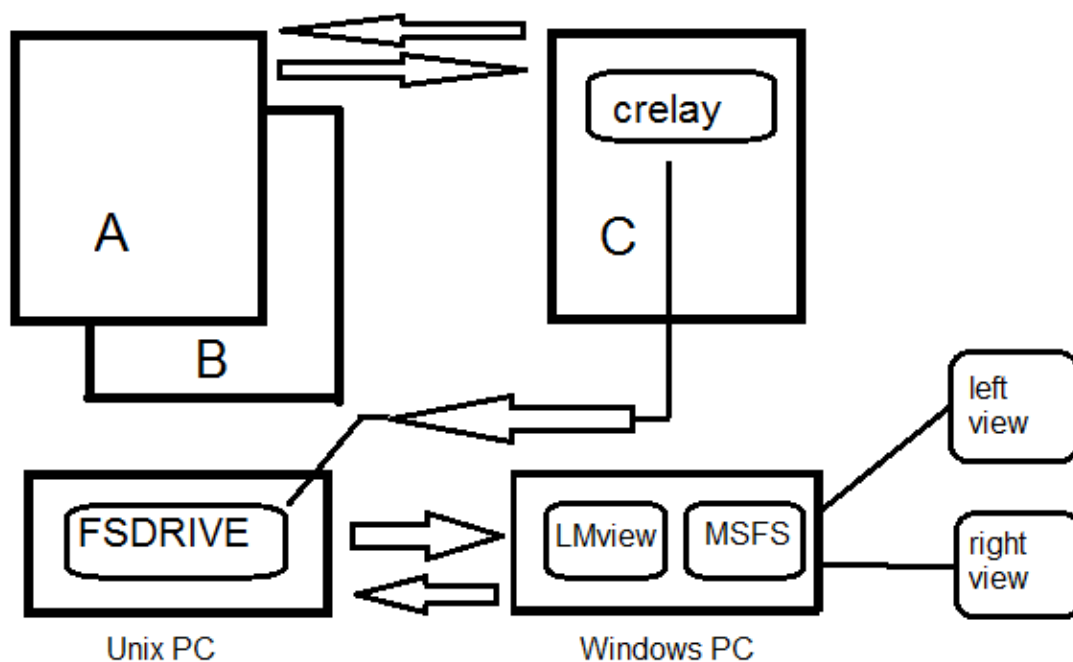 crelay
A
C
B
left
view
FSDRIVE
LMview
MSFS
right
view
Unix PC
Windows PC